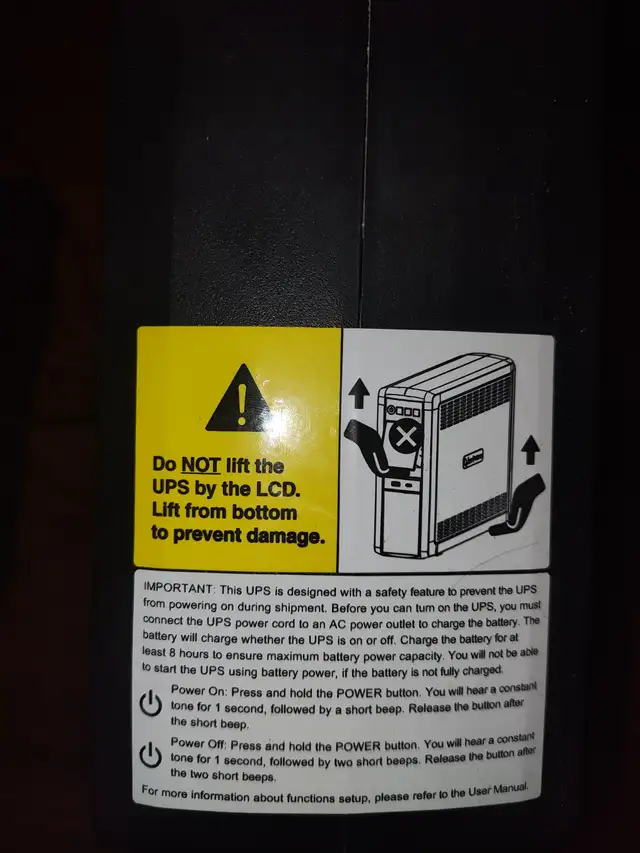 Do NOT lift the
UPS by the LCD.
Lift from bottom
to prevent damage.
IMPORTANT: This UPS is designed with a safety feature to prevent the UPS
from powering on during shipment. Before you can turn on the UPS, you must
connect the UPS power cord to an AC power outlet to charge the battery. The
battery will charge whether the UPS is on or off. Charge the battery for at
least 8 hours to ensure maximum battery power capacity. You will not be able
to start the UPS using battery power, if the battery is not fully charged.
Power On: Press and hold the POWER button. You will hear a constant
tone for 1 second, followed by a short beep. Release the button after
the short beep.
Power Off: Press and hold the POWER button. You will hear a constant
tone for 1 second, followed by two short beeps. Release the button after
the two short beeps.
For more information about functions setup, please refer to the User Manual.